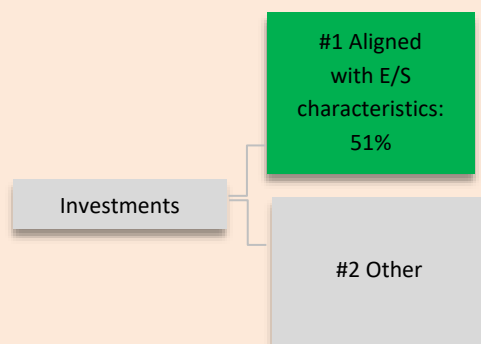 #1 Aligned
with E/S
characteristics:
51%
Investments
#2 Other